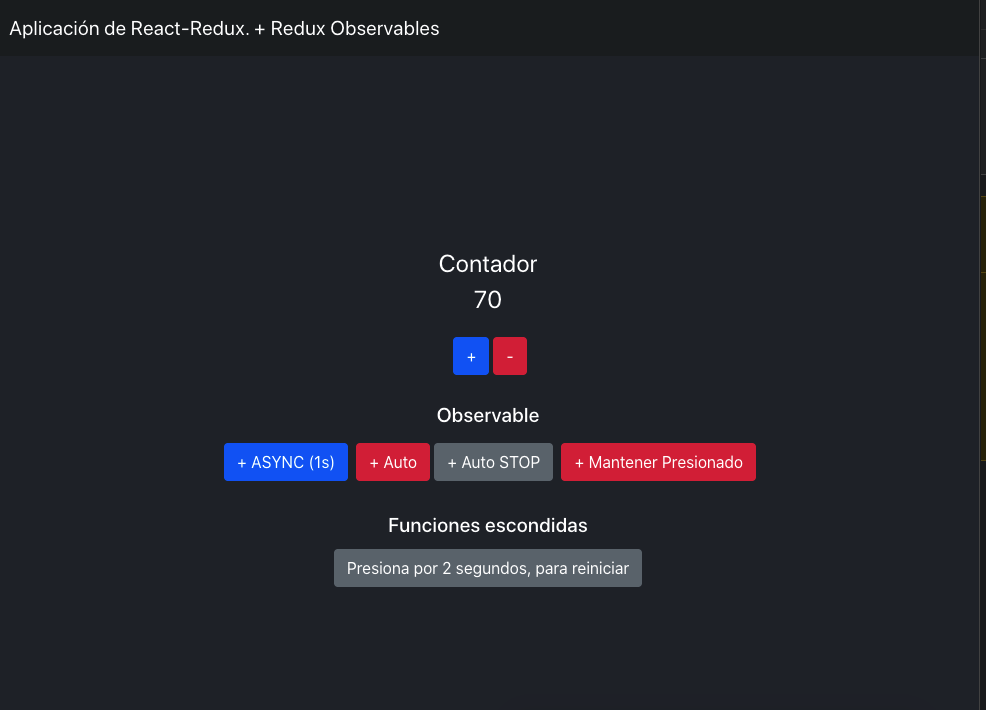 Aplicación de React-Redux. + Redux Observables
Contador
70
+ -
Observable
+ ASYNC (1s) + Auto + Auto STOP + Mantener Presionado
Funciones escondidas
Presiona por 2 segundos, para reiniciar